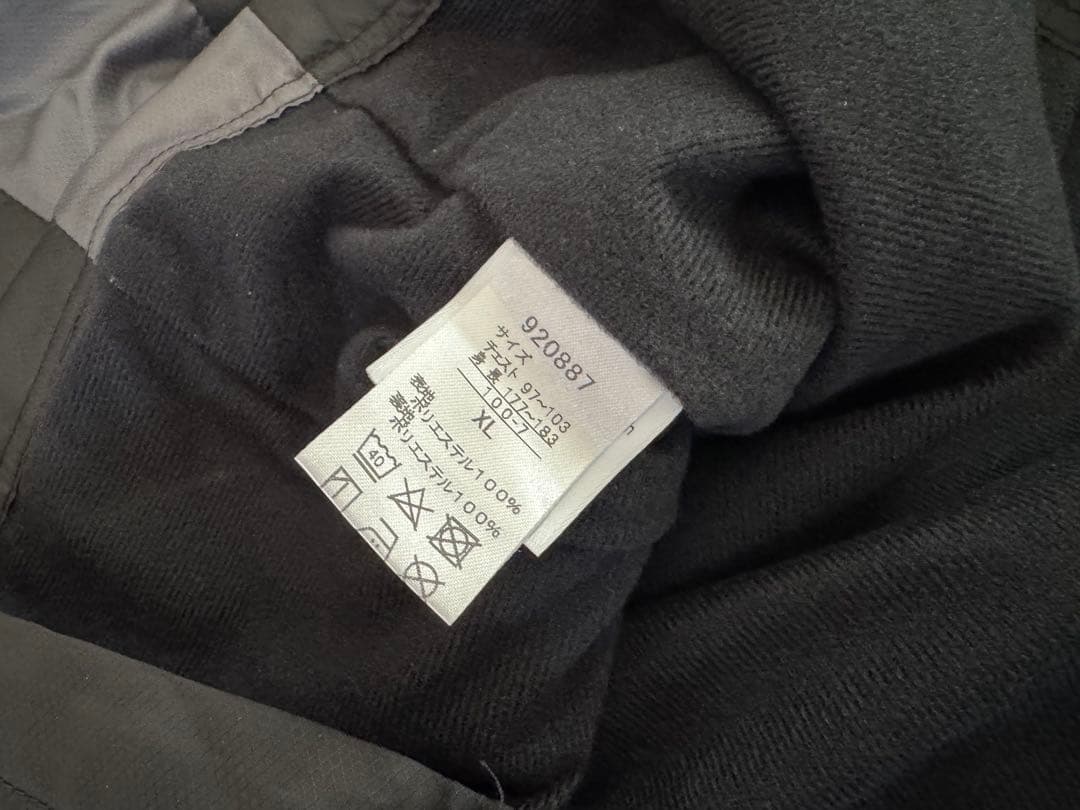 920887
サイズ
チェスト 97~103
身長 177~183
100-7
XL
表地
ポリエステル100%
裏地
ポリエステル100%
40